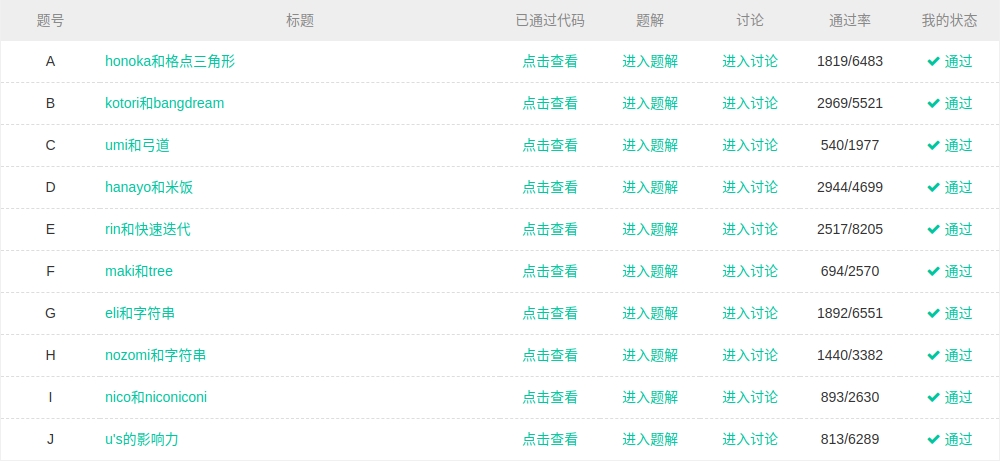 题号 标题 已通过代码 题解 讨论 通过率 我的状态
A honoka和格点三角形 点击查看 进入题解 进入讨论 1819/6483 通过
B kotori和bangdream 点击查看 进入题解 进入讨论 2969/5521 通过
C umi和弓道 点击查看 进入题解 进入讨论 540/1977 通过
D hanayo和米饭 点击查看 进入题解 进入讨论 2944/4699 通过
E rin和快速迭代 点击查看 进入题解 进入讨论 2517/8205 通过
F maki和tree 点击查看 进入题解 进入讨论 694/2570 通过
G eli和字符串 点击查看 进入题解 进入讨论 1892/6551 通过
H nozomi和字符串 点击查看 进入题解 进入讨论 1440/3382 通过
I nico和niconiconi 点击查看 进入题解 进入讨论 893/2630 通过
J u's的影响力 点击查看 进入题解 进入讨论 813/6289 通过